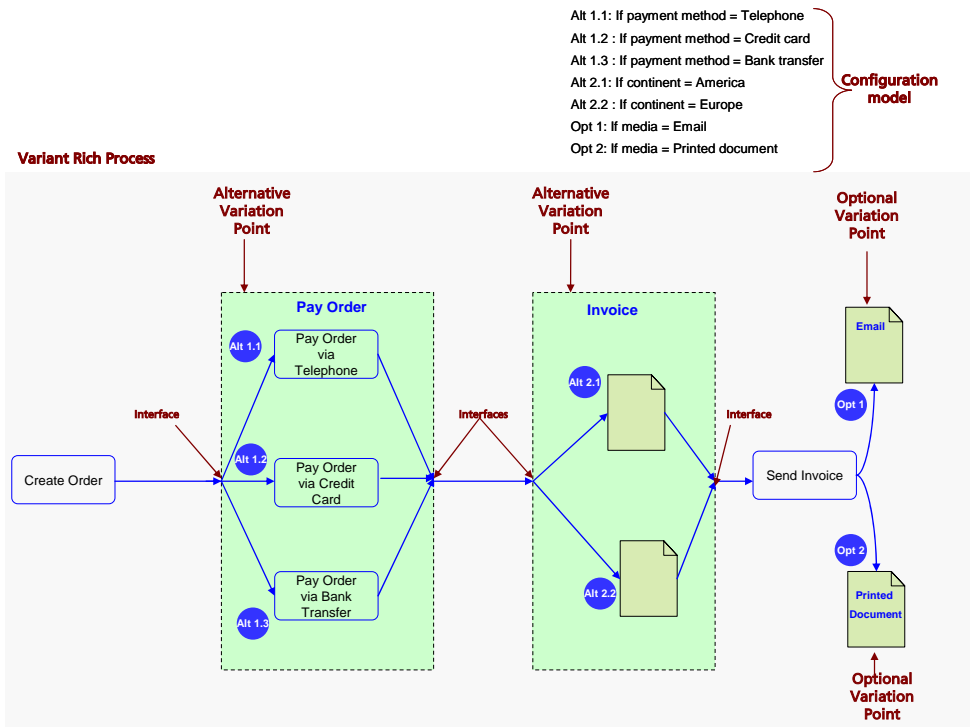 Alt 1.1: If payment method = Telephone
Alt 1.2 : If payment method = Credit card
Alt 1.3 : If payment method = Bank transfer
Alt 2.1: If continent = America
Alt 2.2 : If continent = Europe
Opt 1: If media = Email
Opt 2: If media = Printed document
Configuration
model
Variant Rich Process
Alternative
Variation
Point
Alternative
Variation
Point
Optional
Variation
Point
Pay Order
Invoice
Email
Alt 1.1
Pay Order
via
Telephone
Alt 2.1
Opt 1
Interface
Interfaces
Interface
Alt 1.2
Create Order
Pay Order
via Credit
Card
Send Invoice
Opt 2
Alt 1.3
Pay Order
via Bank
Transfer
Alt 2.2
Printed
Document
Optional
Variation
Point